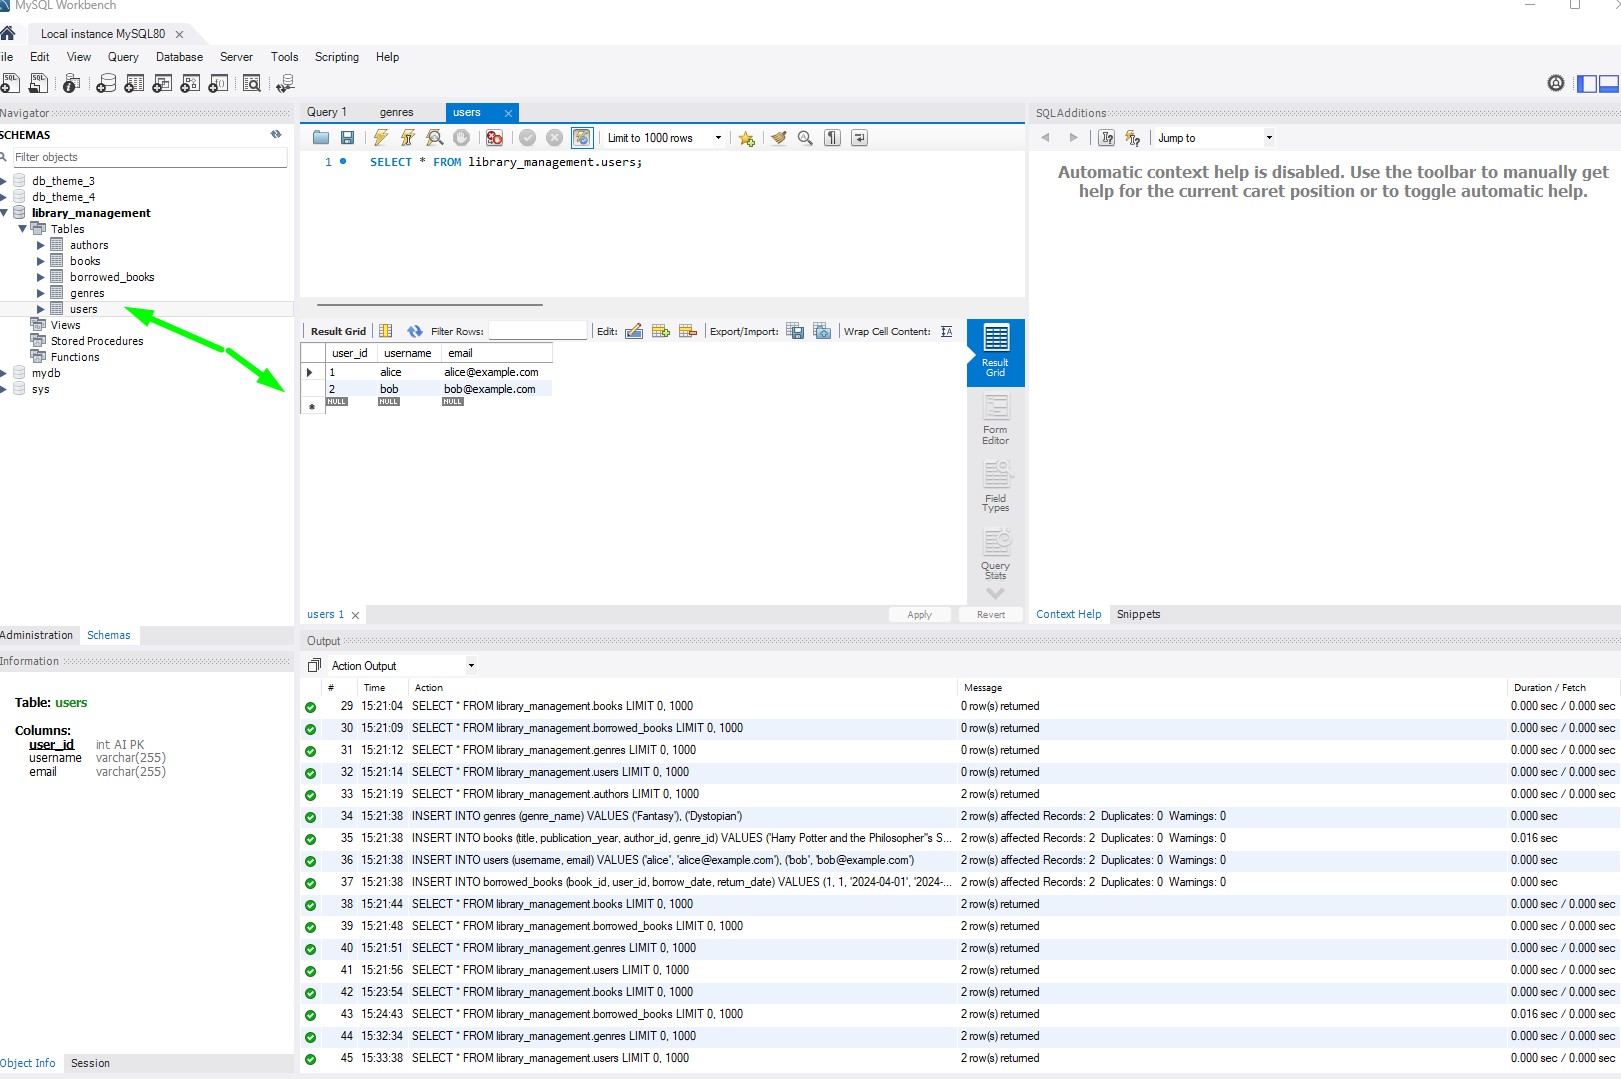 MySQL Workbench
Local instance MySQL80
ile Edit View Query Database Server Tools Scripting Help
Navigator
SCHEMAS
Filter objects
db_theme_3
db_theme_4
library_management
Tables
authors
books
borrowed_books
genres
users
Views
Stored Procedures
Functions
mydb
sys
Administration Schemas
Information
Table: users
Columns:
user_id int AI PK
username varchar(255)
email varchar(255)
Object Info Session
Query 1 genres users
Limit to 1000 rows
1 SELECT * FROM library_management.users;
Result Grid Filter Rows: Edit: Export/Import: Wrap Cell Content:
user_id username email
1 alice alice@example.com
2 bob bob@example.com
NULL NULL NULL
Result
Grid
Form
Editor
Field
Types
Query
Stats
users 1 Apply Revert
SQLAdditions
Jump to
Automatic context help is disabled. Use the toolbar to manually get
help for the current caret position or to toggle automatic help.
Context Help Snippets
Output
Action Output
# Time Action Message Duration / Fetch
29 15:21:04 SELECT * FROM library_management.books LIMIT 0, 1000 0 row(s) returned 0.000 sec / 0.000 sec
30 15:21:09 SELECT * FROM library_management.borrowed_books LIMIT 0, 1000 0 row(s) returned 0.000 sec / 0.000 sec
31 15:21:12 SELECT * FROM library_management.genres LIMIT 0, 1000 0 row(s) returned 0.000 sec / 0.000 sec
32 15:21:14 SELECT * FROM library_management.users LIMIT 0, 1000 0 row(s) returned 0.000 sec / 0.000 sec
33 15:21:19 SELECT * FROM library_management.authors LIMIT 0, 1000 2 row(s) returned 0.000 sec / 0.000 sec
34 15:21:38 INSERT INTO genres (genre_name) VALUES ('Fantasy'), ('Dystopian') 2 row(s) affected Records: 2 Duplicates: 0 Warnings: 0 0.000 sec
35 15:21:38 INSERT INTO books (title, publication_year, author_id, genre_id) VALUES ('Harry Potter and the Philosopher''s S... 2 row(s) affected Records: 2 Duplicates: 0 Warnings: 0 0.016 sec
36 15:21:38 INSERT INTO users (username, email) VALUES ('alice', 'alice@example.com'), ('bob', 'bob@example.com') 2 row(s) affected Records: 2 Duplicates: 0 Warnings: 0 0.000 sec
37 15:21:38 INSERT INTO borrowed_books (book_id, user_id, borrow_date, return_date) VALUES (1, 1, '2024-04-01', '2024-... 2 row(s) affected Records: 2 Duplicates: 0 Warnings: 0 0.000 sec
38 15:21:44 SELECT * FROM library_management.books LIMIT 0, 1000 2 row(s) returned 0.000 sec / 0.000 sec
39 15:21:48 SELECT * FROM library_management.borrowed_books LIMIT 0, 1000 2 row(s) returned 0.000 sec / 0.000 sec
40 15:21:51 SELECT * FROM library_management.genres LIMIT 0, 1000 2 row(s) returned 0.000 sec / 0.000 sec
41 15:21:56 SELECT * FROM library_management.users LIMIT 0, 1000 2 row(s) returned 0.000 sec / 0.000 sec
42 15:23:54 SELECT * FROM library_management.books LIMIT 0, 1000 2 row(s) returned 0.000 sec / 0.000 sec
43 15:24:43 SELECT * FROM library_management.borrowed_books LIMIT 0, 1000 2 row(s) returned 0.016 sec / 0.000 sec
44 15:32:34 SELECT * FROM library_management.genres LIMIT 0, 1000 2 row(s) returned 0.000 sec / 0.000 sec
45 15:33:38 SELECT * FROM library_management.users LIMIT 0, 1000 2 row(s) returned 0.000 sec / 0.000 sec